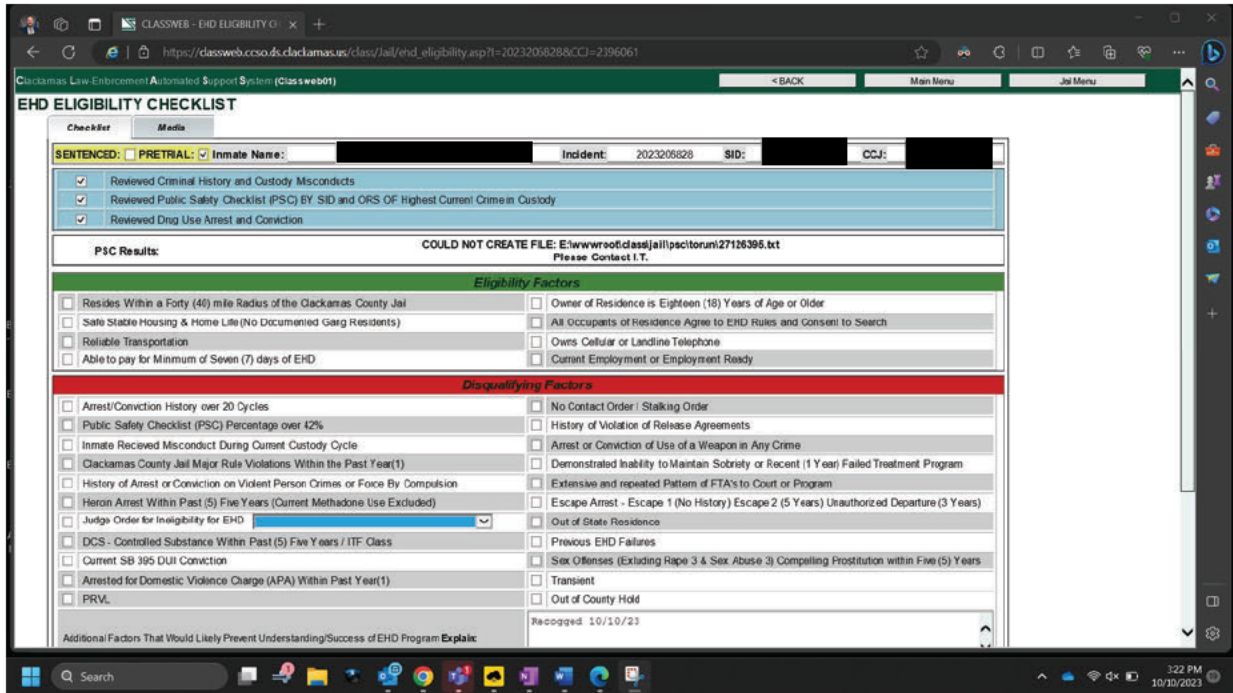 CLASSWEB - EHD ELIGIBILITY C
https://classweb.ccso.ds.clackamas.us/class/Jail/ehd_eligibility.asp?I=2023206828&CCJ=2396061
Clackamas Law-Enforcement Automated Support System (Classweb01) < BACK Main Menu Jail Menu
EHD ELIGIBILITY CHECKLIST
Checklist Media
SENTENCED: PRETRIAL: Inmate Name: Incident: 2023206828 SID: CCJ:
Reviewed Criminal History and Custody Misconducts
Reviewed Public Safety Checklist (PSC) BY SID and ORS OF Highest Current Crime in Custody
Reviewed Drug Use Arrest and Conviction
PSC Results: COULD NOT CREATE FILE: E:\wwwroot\class\jail\psc\torun\27126395.txt
Please Contact I.T.
Eligibility Factors
Resides Within a Forty (40) mile Radius of the Clackamas County Jail Owner of Residence is Eighteen (18) Years of Age or Older
Safe Stable Housing & Home Life (No Documented Gang Residents) All Occupants of Residence Agree to EHD Rules and Consent to Search
Reliable Transportation Owns Cellular or Landline Telephone
Able to pay for Minmum of Seven (7) days of EHD Current Employment or Employment Ready
Disqualifying Factors
Arrest/Conviction History over 20 Cycles No Contact Order | Stalking Order
Public Safety Checklist (PSC) Percentage over 42% History of Violation of Release Agreements
Inmate Recieved Misconduct During Current Custody Cycle Arrest or Conviction of Use of a Weapon in Any Crime
Clackamas County Jail Major Rule Violations Within the Past Year(1) Demonstrated Inability to Maintain Sobriety or Recent (1 Year) Failed Treatment Program
History of Arrest or Conviction on Violent Person Crimes or Force By Compulsion Extensive and repeated Pattern of FTA's to Court or Program
Heroin Arrest Within Past (5) Five Years (Current Methadone Use Excluded) Escape Arrest - Escape 1 (No History) Escape 2 (5 Years) Unauthorized Departure (3 Years)
Judge Order for Ineligibility for EHD Out of State Residence
DCS - Controlled Substance Within Past (5) Five Years / ITF Class Previous EHD Failures
Current SB 395 DUI Conviction Sex Offenses (Exluding Rape 3 & Sex Abuse 3) Compelling Prostitution within Five (5) Years
Arrested for Domestic Violence Charge (APA) Within Past Year(1) Transient
PRVL Out of County Hold
Additional Factors That Would Likely Prevent Understanding/Success of EHD Program Explain: Recogged 10/10/23
Search
3:22 PM
10/10/2023